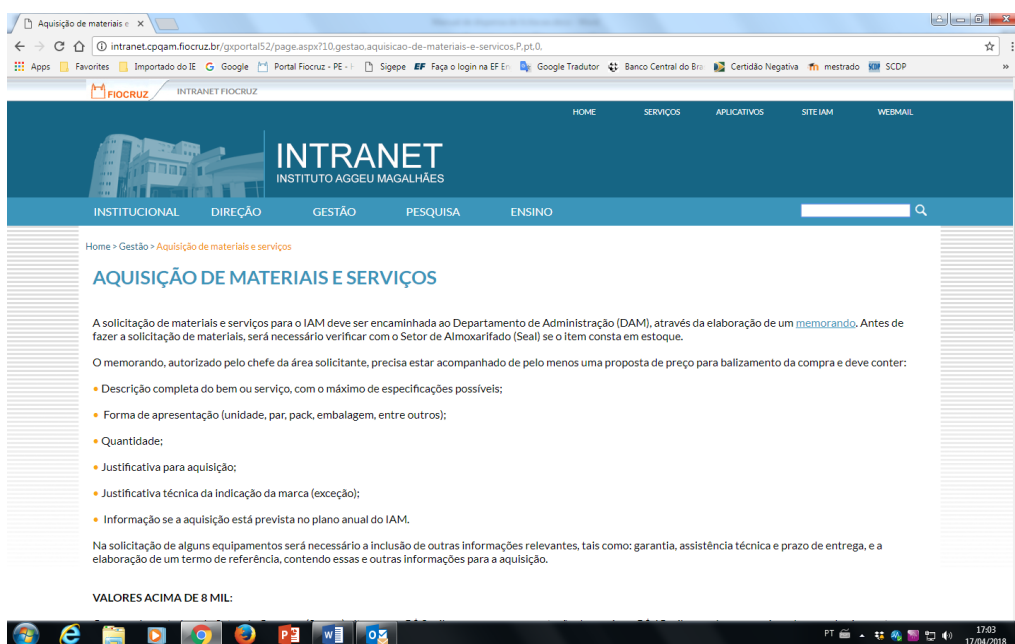 Aquisição de materiais e
intranet.cpqam.fiocruz.br/gxportal52/page.aspx?10,gestao,aquisicao-de-materiais-e-servicos,P,pt,0,
Apps Favorites Importado do IE G Google Portal Fiocruz - PE - Sigepe EF Faça o login na EF En Google Tradutor Banco Central do Bra Certidão Negativa mestrado SCDP »
FIOCRUZ INTRANET FIOCRUZ
HOME SERVIÇOS APLICATIVOS SITE IAM WEBMAIL
INTRANET
INSTITUTO AGGEU MAGALHÃES
INSTITUCIONAL DIREÇÃO GESTÃO PESQUISA ENSINO
Home > Gestão > Aquisição de materiais e serviços
AQUISIÇÃO DE MATERIAIS E SERVIÇOS
A solicitação de materiais e serviços para o IAM deve ser encaminhada ao Departamento de Administração (DAM), através da elaboração de um memorando. Antes de
fazer a solicitação de materiais, será necessário verificar com o Setor de Almoxarifado (Seal) se o item consta em estoque.
O memorando, autorizado pelo chefe da área solicitante, precisa estar acompanhado de pelo menos uma proposta de preço para balizamento da compra e deve conter:
• Descrição completa do bem ou serviço, com o máximo de especificações possíveis;
• Forma de apresentação (unidade, par, pack, embalagem, entre outros);
• Quantidade;
• Justificativa para aquisição;
• Justificativa técnica da indicação da marca (exceção);
• Informação se a aquisição está prevista no plano anual do IAM.
Na solicitação de alguns equipamentos será necessário a inclusão de outras informações relevantes, tais como: garantia, assistência técnica e prazo de entrega, e a
elaboração de um termo de referência, contendo essas e outras informações para a aquisição.
VALORES ACIMA DE 8 MIL:
PT 17:03
17/04/2018